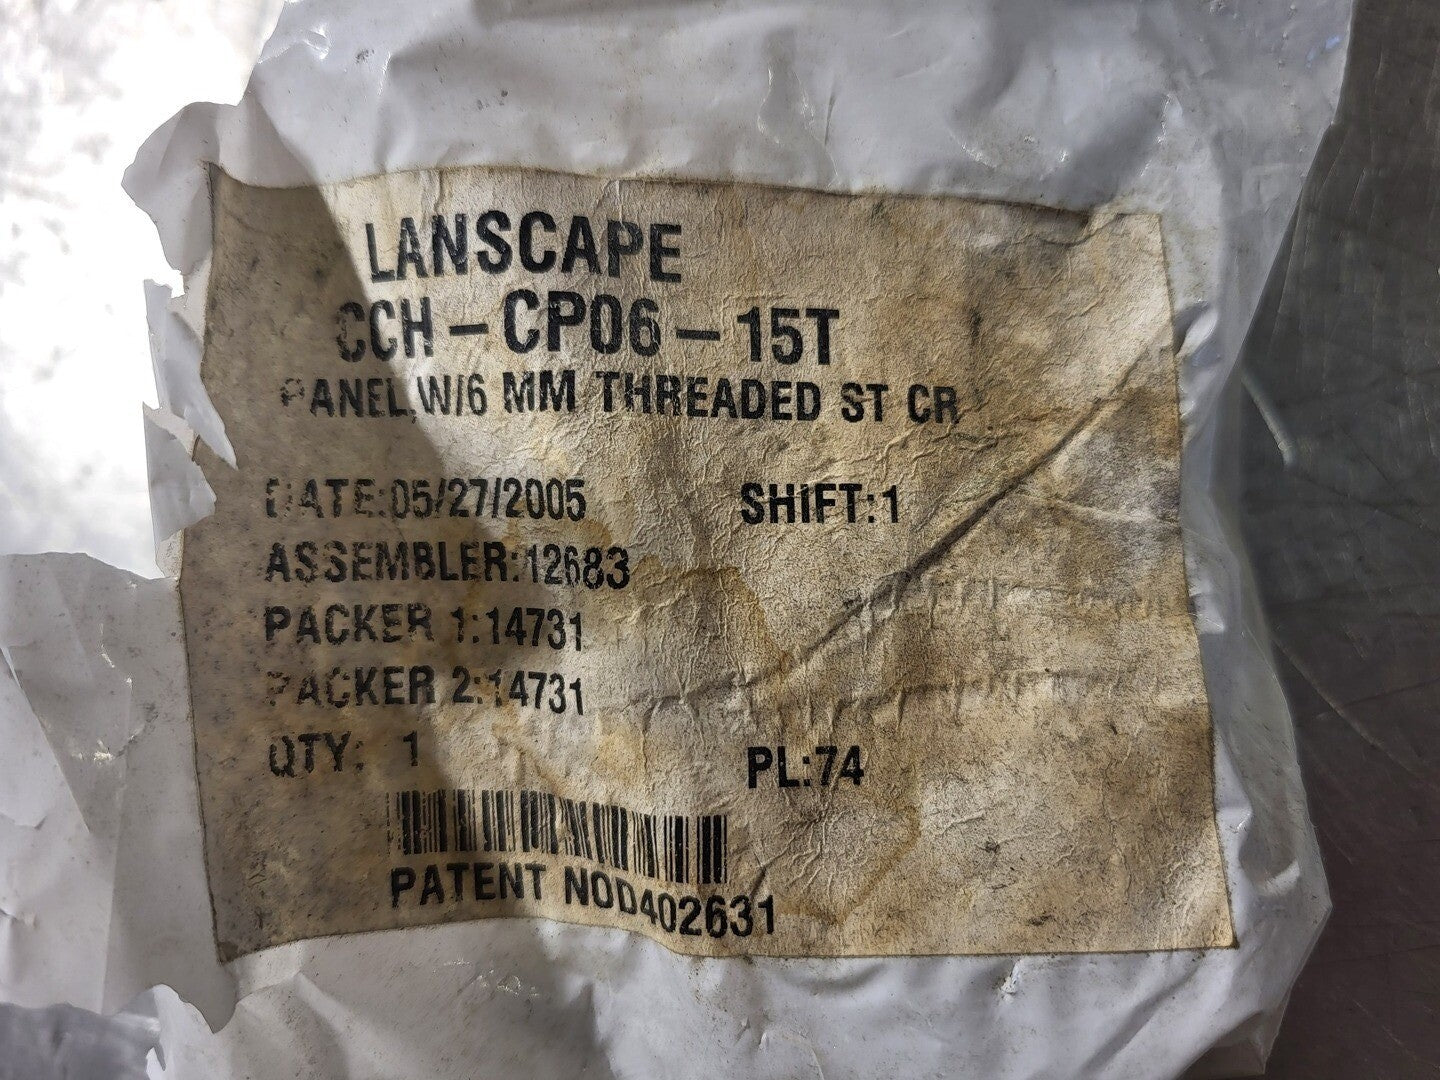 LANSCAPE
CCH-CP06-15T
PANEL,W/6 MM THREADED ST CR
DATE:05/27/2005 SHIFT:1
ASSEMBLER:12683
PACKER 1:14731
PACKER 2:14731
QTY: 1 PL:74
PATENT NOD402631